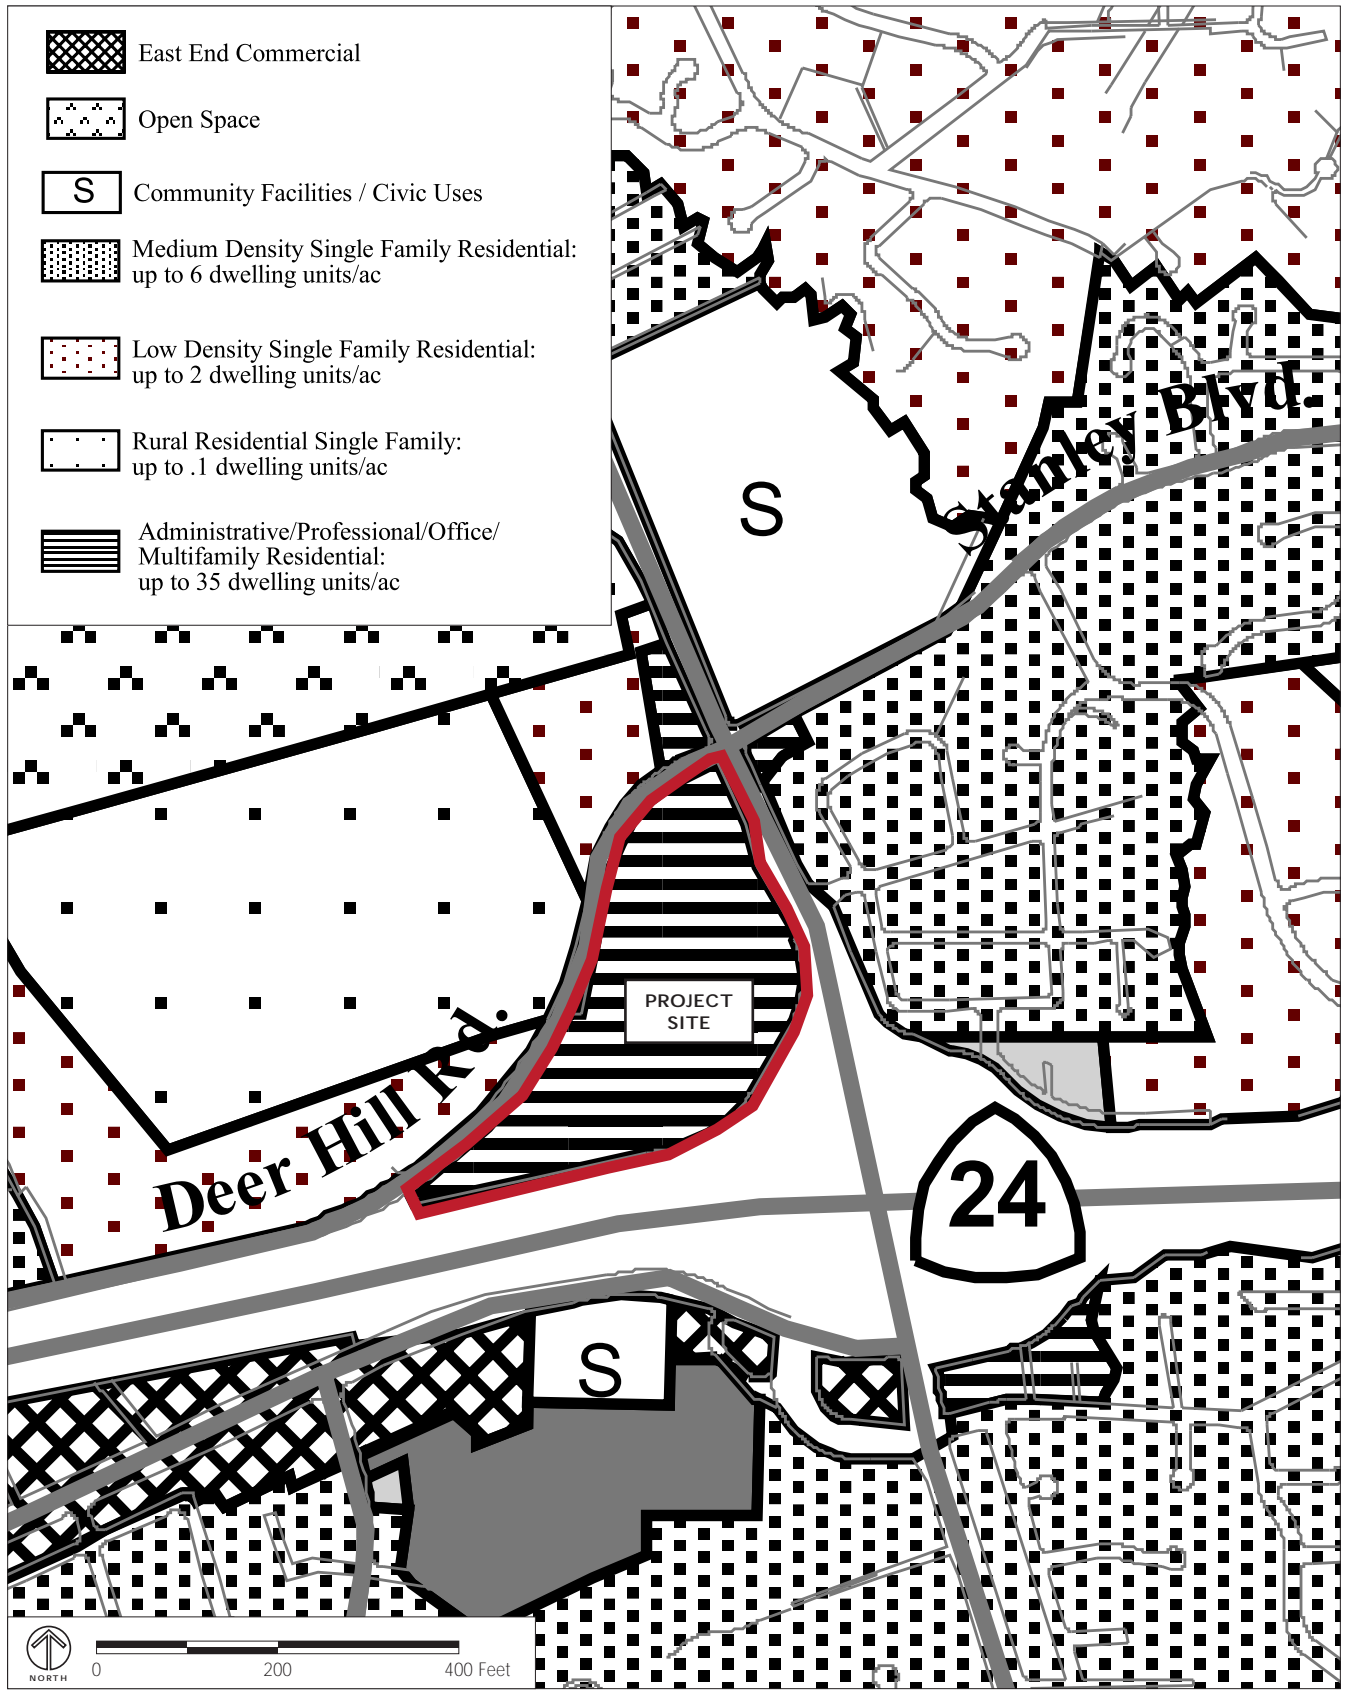 East End Commercial
Open Space
S
Community Facilities / Civic Uses
Medium Density Single Family Residential:
up to 6 dwelling units/ac
Low Density Single Family Residential:
up to 2 dwelling units/ac
Rural Residential Single Family:
up to .1 dwelling units/ac
Administrative/Professional/Office/
Multifamily Residential:
up to 35 dwelling units/ac
Stanley Blvd.
S
PROJECT
SITE
Deer Hill Rd.
24
S
NORTH
0 200 400 Feet